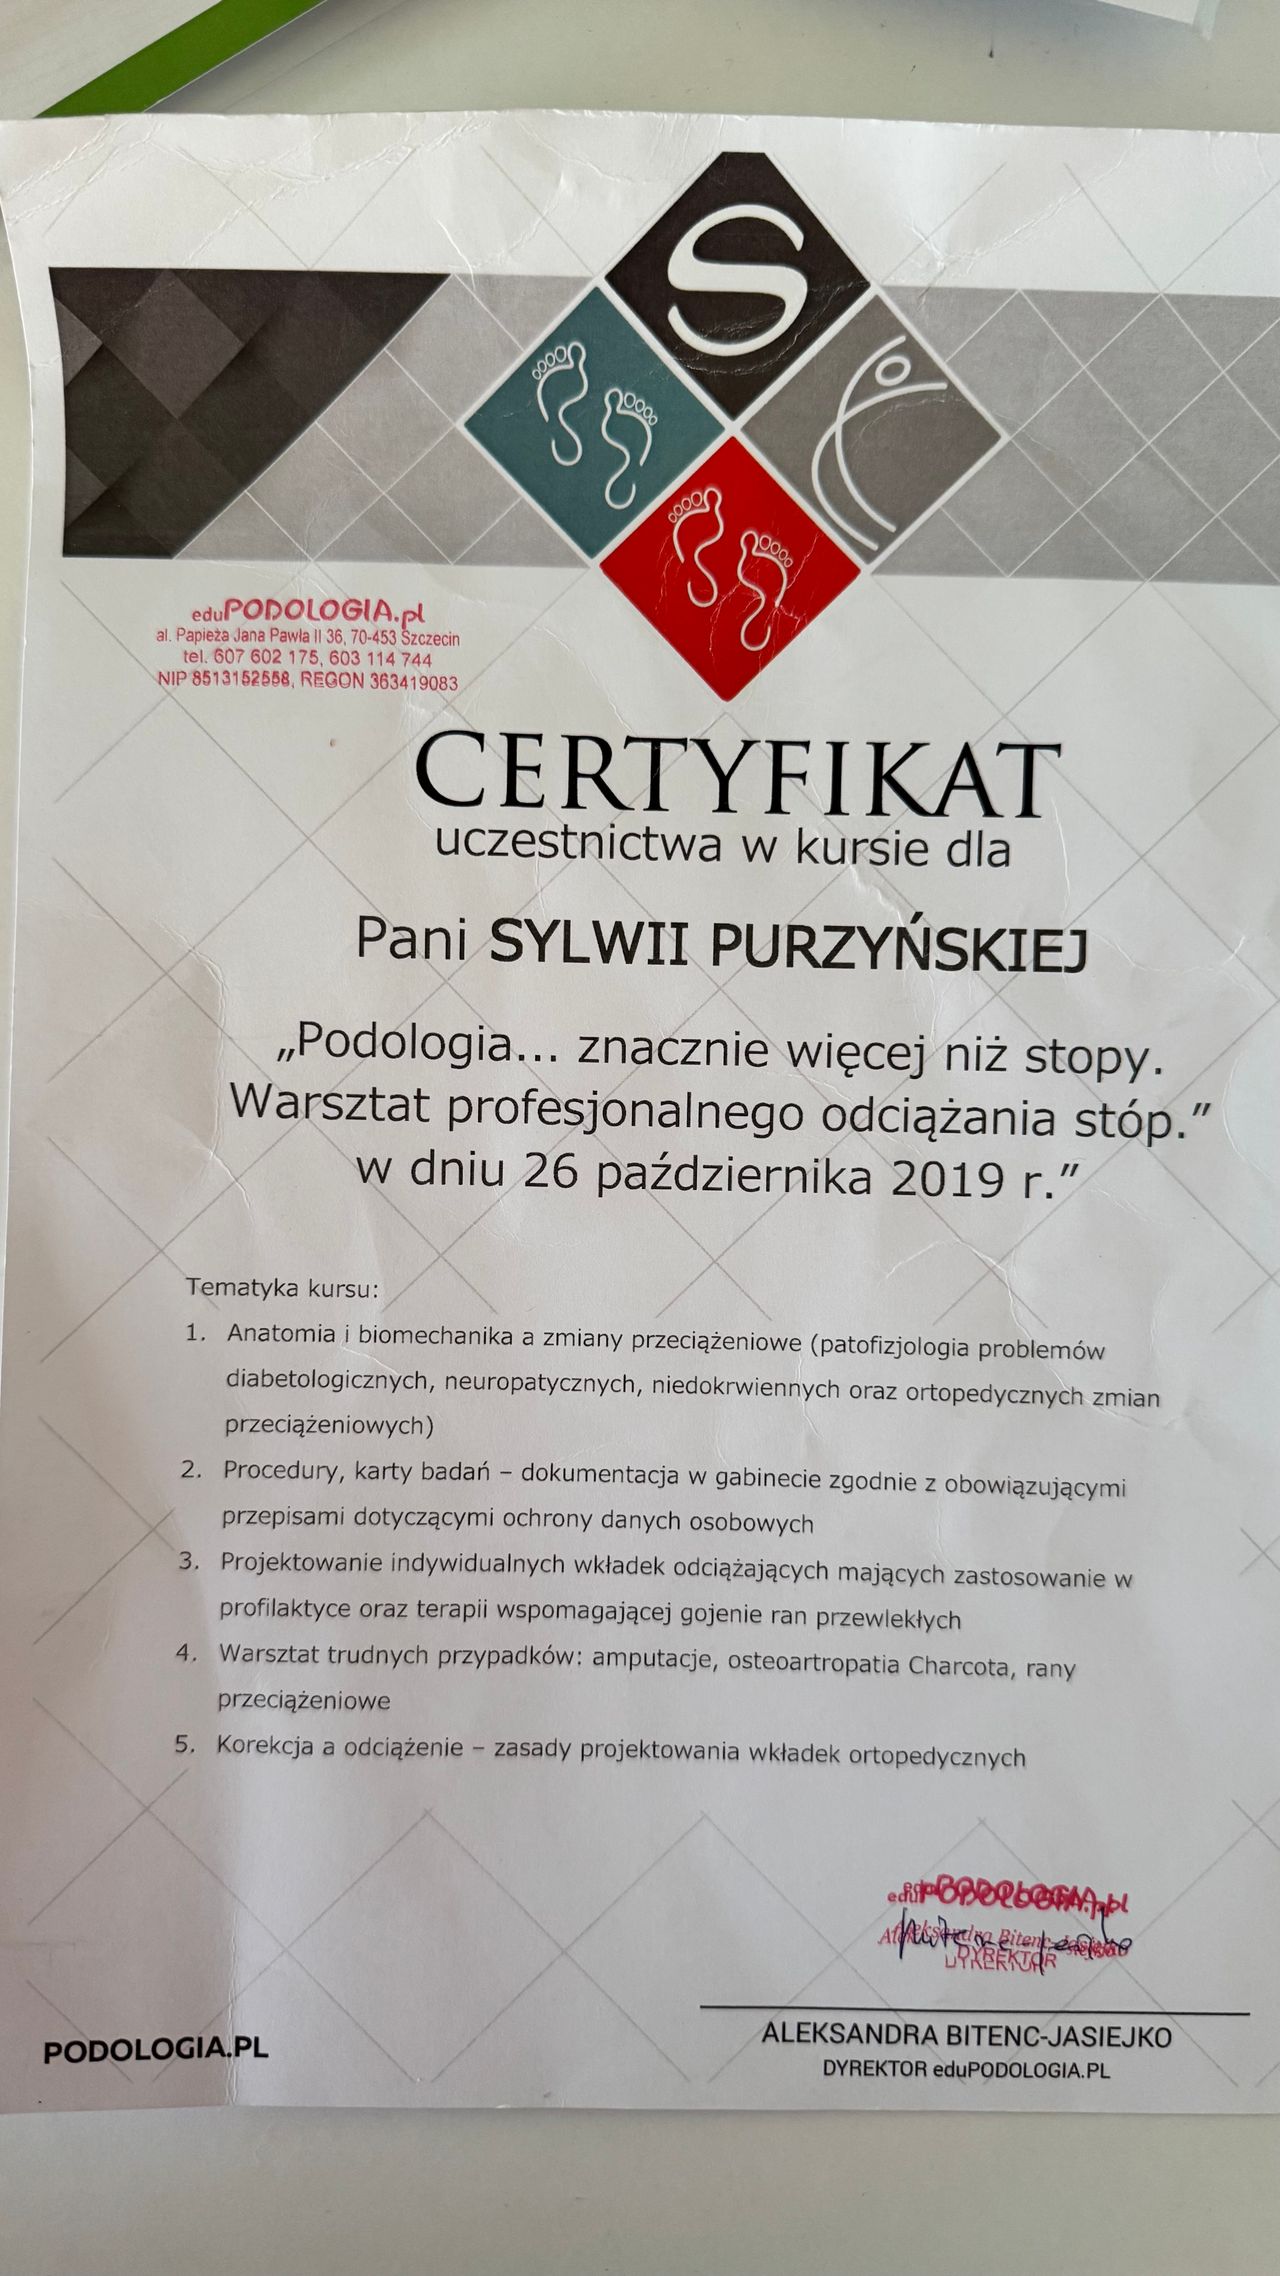 S
eduPODOLOGIA.pl
al. Papieża Jana Pawła II 36, 70-453 Szczecin
tel. 607 602 175, 603 114 744
NIP 8513152558, REGON 363419083
CERTYFIKAT
uczestnictwa w kursie dla
Pani SYLWII PURZYŃSKIEJ
„Podologia... znacznie więcej niż stopy.
Warsztat profesjonalnego odciążania stóp.”
w dniu 26 października 2019 r.”
Tematyka kursu:
1. Anatomia i biomechanika a zmiany przeciążeniowe (patofizjologia problemów
diabetologicznych, neuropatycznych, niedokrwiennych oraz ortopedycznych zmian
przeciążeniowych)
2. Procedury, karty badań – dokumentacja w gabinecie zgodnie z obowiązującymi
przepisami dotyczącymi ochrony danych osobowych
3. Projektowanie indywidualnych wkładek odciążających mających zastosowanie w
profilaktyce oraz terapii wspomagającej gojenie ran przewlekłych
4. Warsztat trudnych przypadków: amputacje, osteoartropatia Charcota, rany
przeciążeniowe
5. Korekcja a odciążenie – zasady projektowania wkładek ortopedycznych
eduPODOLOGIA.pl
Aleksandra Bitenc-Jasiejko
DYREKTOR
ALEKSANDRA BITENC-JASIEJKO
DYREKTOR eduPODOLOGIA.PL
PODOLOGIA.PL